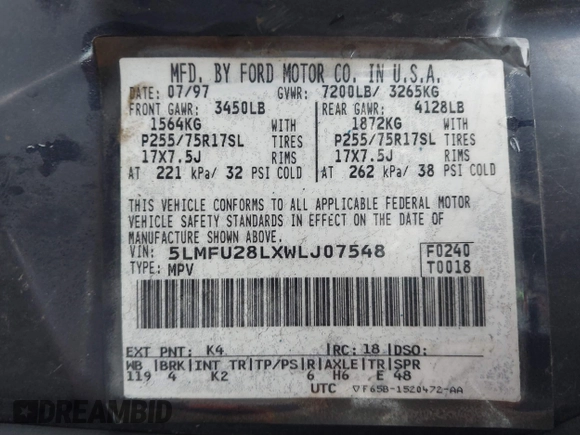 MFD. BY FORD MOTOR CO. IN U.S.A.
DATE: 07/97 GVWR: 7200LB/ 3265KG
FRONT GAWR: 3450LB REAR GAWR: 4128LB
1564KG WITH 1872KG WITH
P255/75R17SL TIRES P255/75R17SL TIRES
17X7.5J RIMS 17X7.5J RIMS
AT 221 kPa/ 32 PSI COLD AT 262 kPa/ 38 PSI COLD
THIS VEHICLE CONFORMS TO ALL APPLICABLE FEDERAL MOTOR
VEHICLE SAFETY STANDARDS IN EFFECT ON THE DATE OF
MANUFACTURE SHOWN ABOVE.
VIN: 5LMFU28LXWLJ07548 F0240
TYPE: MPV T0018
EXT PNT: K4 RC: 18 DSO:
WB BRK INT TR TP/PS R AXLE TR SPR
119 4 K2 6 H6 E 48
UTC ▽F65B-1520472-AA
DREAMBID